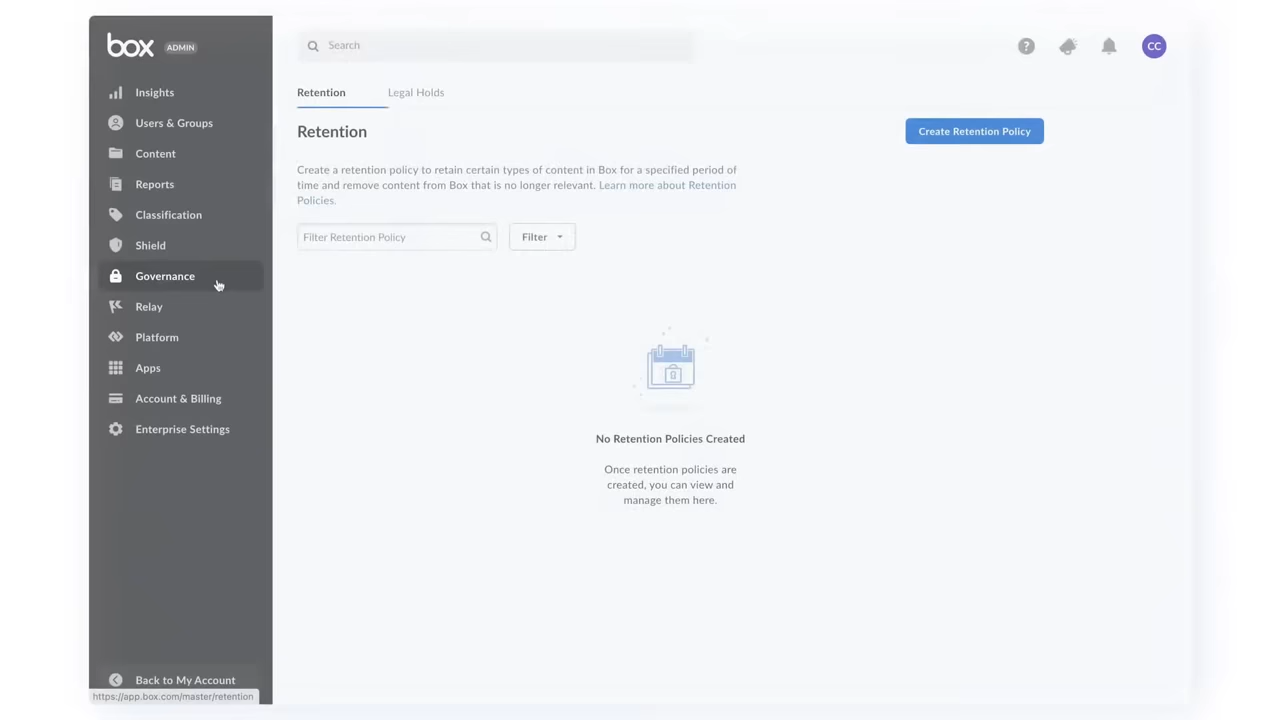 box ADMIN
Insights
Users & Groups
Content
Reports
Classification
Shield
Governance
Relay
Platform
Apps
Account & Billing
Enterprise Settings
Back to My Account
https://app.box.com/master/retention
Search
?
CC
Retention
Legal Holds
Retention
Create Retention Policy
Create a retention policy to retain certain types of content in Box for a specified period of
time and remove content from Box that is no longer relevant. Learn more about Retention
Policies.
Filter Retention Policy
Filter
No Retention Policies Created
Once retention policies are
created, you can view and
manage them here.